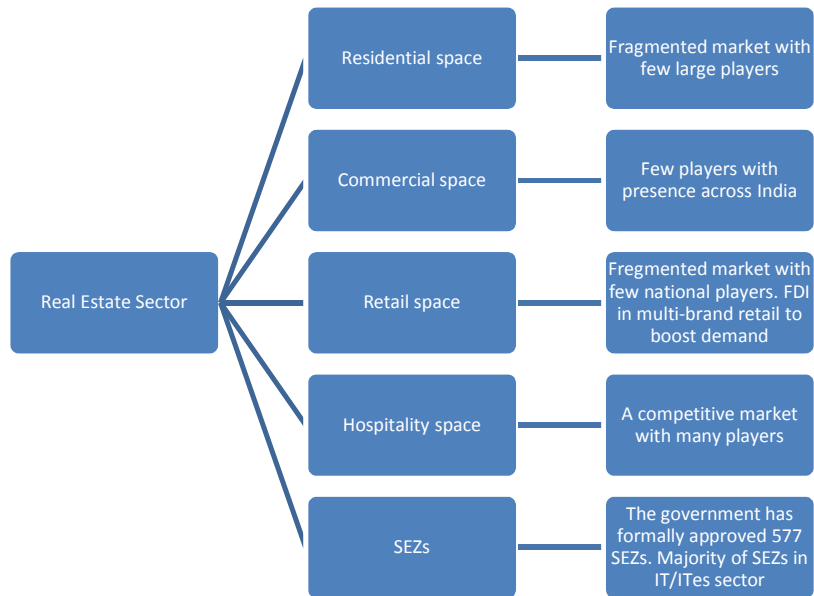 Real Estate Sector
Residential space
Fragmented market with
few large players
Commercial space
Few players with
presence across India
Retail space
Fregmented market with
few national players. FDI
in multi-brand retail to
boost demand
Hospitality space
A competitive market
with many players
SEZs
The government has
formally approved 577
SEZs. Majority of SEZs in
IT/ITes sector